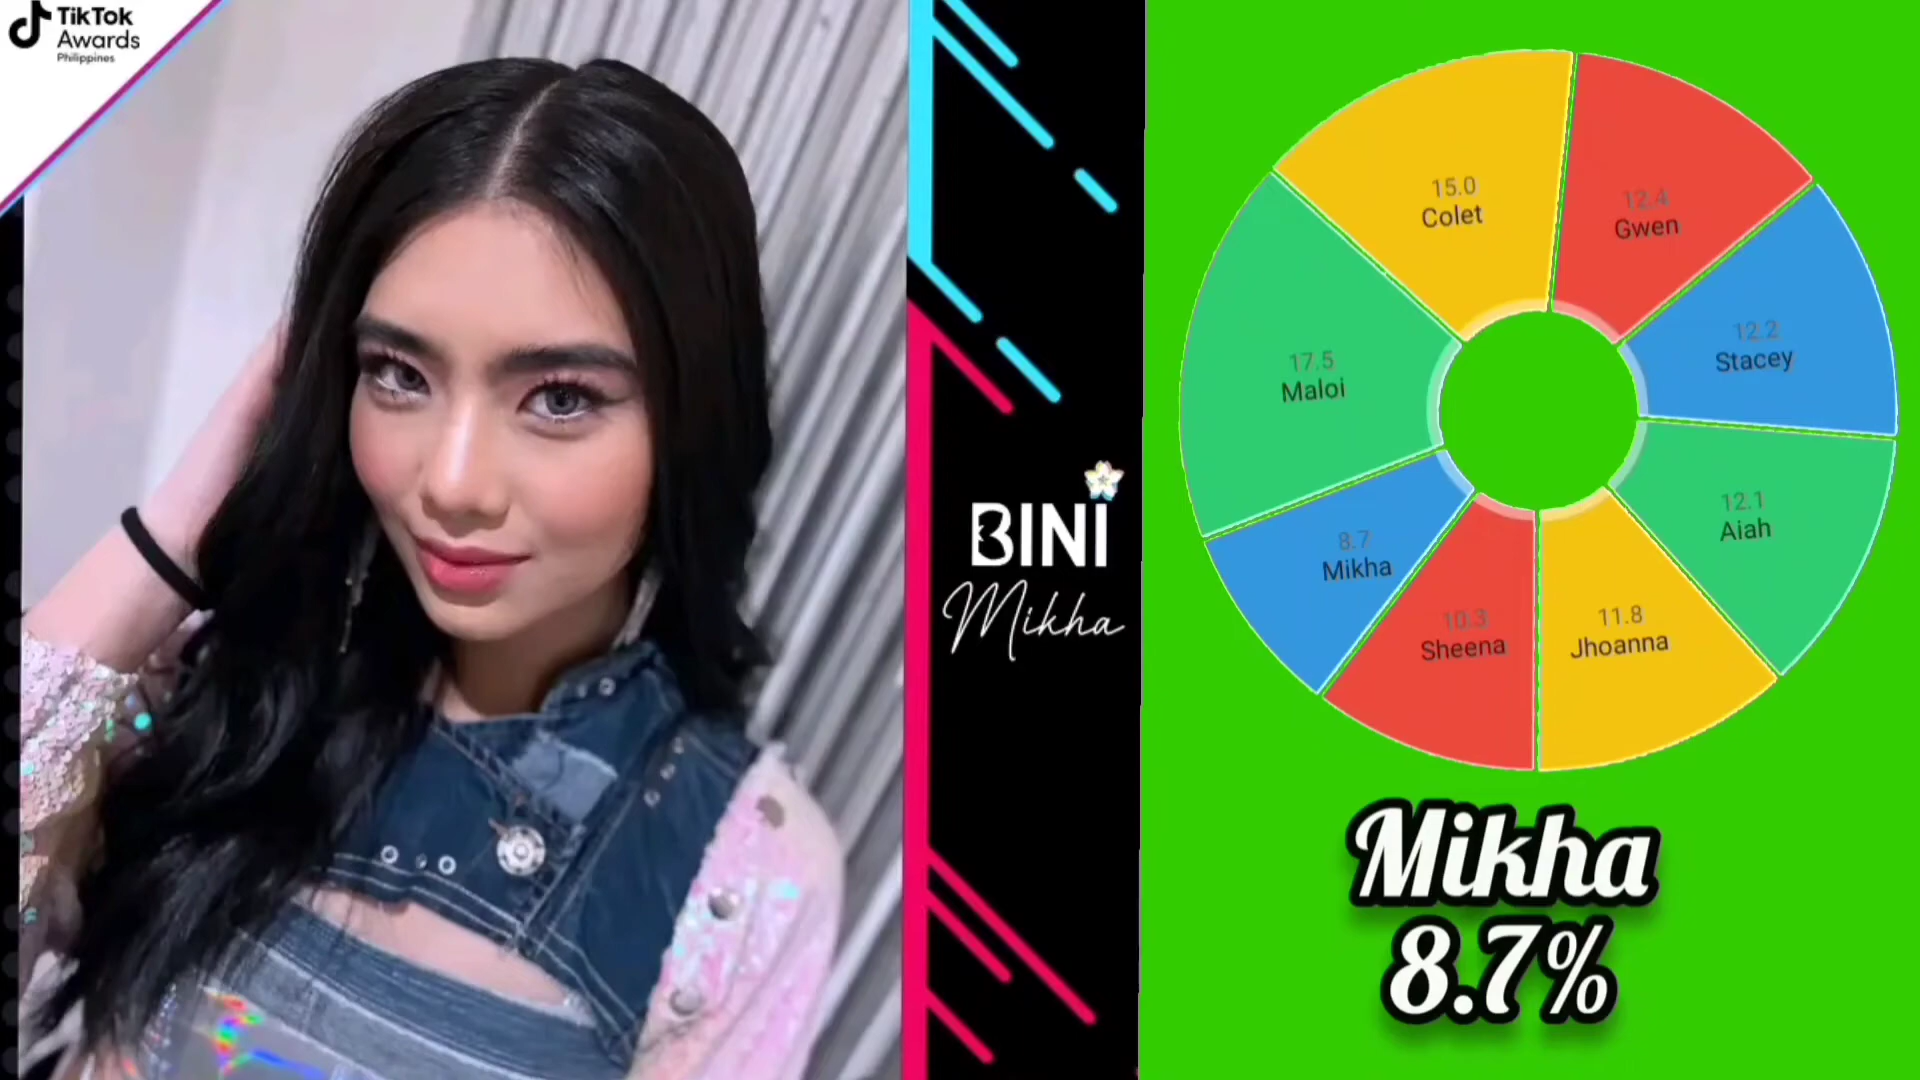 TikTok
Awards
Philippines
BINI
Mikha
15.0
Colet
12.4
Gwen
12.2
Stacey
17.5
Maloi
12.1
Aiah
8.7
Mikha
10.3
Sheena
11.8
Jhoanna
Mikha
8.7%